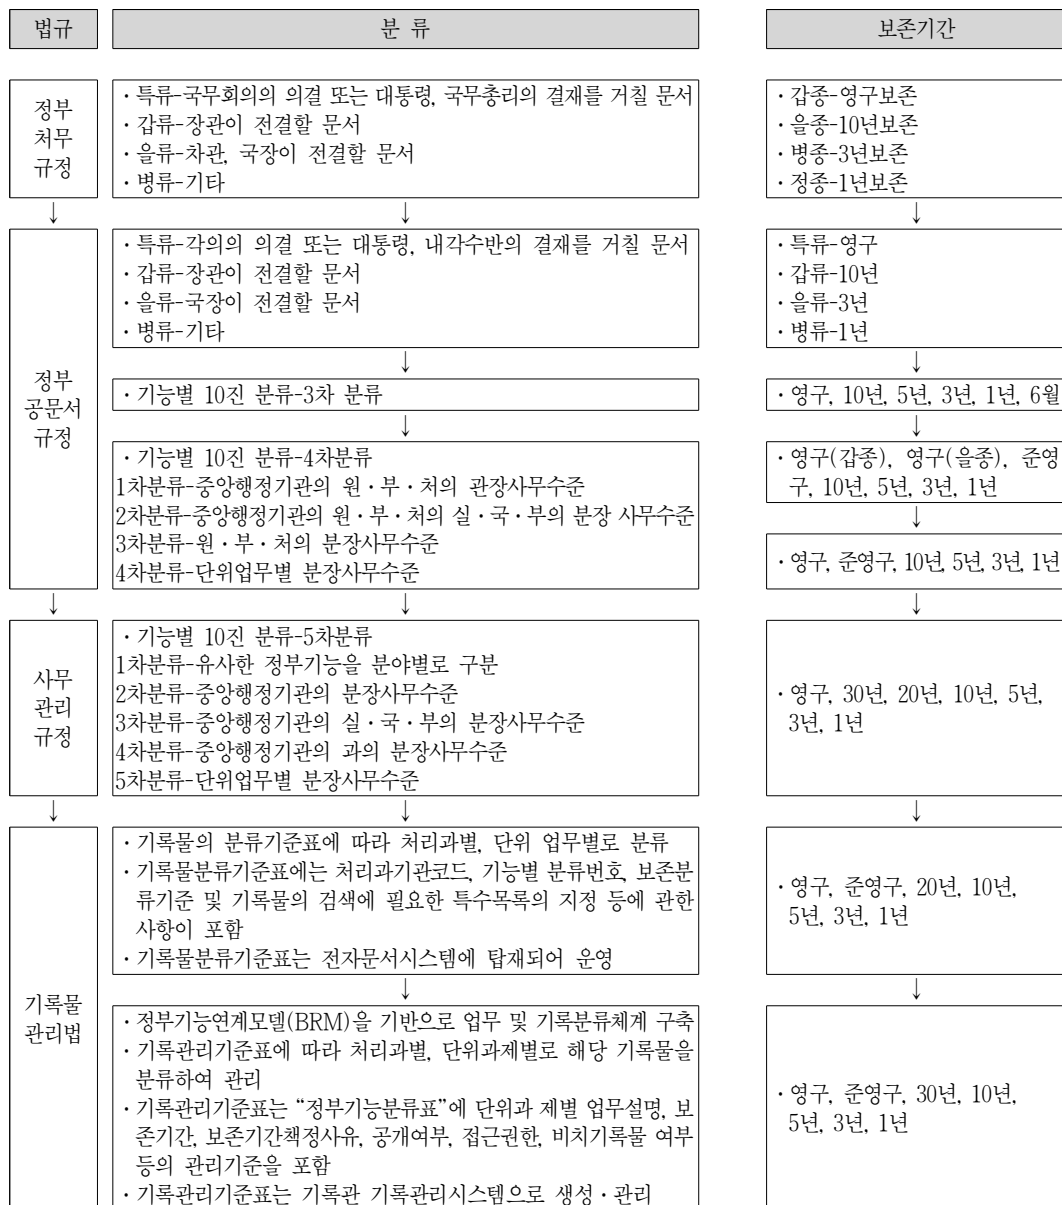 법규
분 류
보존기간
정부
처무
규정
· 특류-국무회의의 의결 또는 대통령, 국무총리의 결재를 거칠 문서
· 갑류-장관이 전결할 문서
· 을류-차관, 국장이 전결할 문서
· 병류-기타
· 갑종-영구보존
· 을종-10년보존
· 병종-3년보존
· 정종-1년보존
↓
↓
↓
정부
공문서
규정
· 특류-각의의 의결 또는 대통령, 내각수반의 결재를 거칠 문서
· 갑류-장관이 전결할 문서
· 을류-국장이 전결할 문서
· 병류-기타
· 특류-영구
· 갑류-10년
· 을류-3년
· 병류-1년
↓
↓
· 기능별 10진 분류-3차 분류
· 영구, 10년, 5년, 3년, 1년, 6월
↓
↓
· 기능별 10진 분류-4차분류
1차분류-중앙행정기관의 원·부·처의 관장사무수준
2차분류-중앙행정기관의 원·부·처의 실·국·부의 분장 사무수준
3차분류-원·부·처의 분장사무수준
4차분류-단위업무별 분장사무수준
· 영구(갑종), 영구(을종), 준영
구, 10년, 5년, 3년, 1년
↓
· 영구, 준영구, 10년, 5년, 3년, 1년
↓
↓
↓
사무
관리
규정
· 기능별 10진 분류-5차분류
1차분류-유사한 정부기능을 분야별로 구분
2차분류-중앙행정기관의 분장사무수준
3차분류-중앙행정기관의 실·국·부의 분장사무수준
4차분류-중앙행정기관의 과의 분장사무수준
5차분류-단위업무별 분장사무수준
· 영구, 30년, 20년, 10년, 5년,
3년, 1년
↓
↓
↓
기록물
관리법
· 기록물의 분류기준표에 따라 처리과별, 단위 업무별로 분류
· 기록물분류기준표에는 처리과기관코드, 기능별 분류번호, 보존분
류기준 및 기록물의 검색에 필요한 특수목록의 지정 등에 관한
사항이 포함
· 기록물분류기준표는 전자문서시스템에 탑재되어 운영
· 영구, 준영구, 20년, 10년,
5년, 3년, 1년
↓
↓
· 정부기능연계모델(BRM)을 기반으로 업무 및 기록분류체계 구축
· 기록관리기준표에 따라 처리과별, 단위과제별로 해당 기록물을
분류하여 관리
· 기록관리기준표는 “정부기능분류표”에 단위과 제별 업무설명, 보
존기간, 보존기간책정사유, 공개여부, 접근권한, 비치기록물 여부
등의 관리기준을 포함
· 기록관리기준표는 기록관 기록관리시스템으로 생성·관리
· 영구, 준영구, 30년, 10년,
5년, 3년, 1년